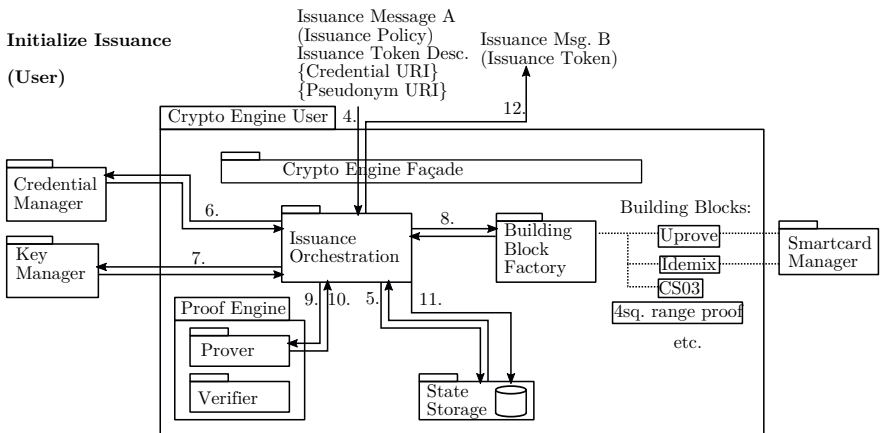 Initialize Issuance
(User)
Issuance Message A
(Issuance Policy)
Issuance Token Desc.
{Credential URI}
{Pseudonym URI}
Issuance Msg. B
(Issuance Token)
Crypto Engine User
4.
12.
Crypto Engine Façade
Credential
Manager
6.
Key
Manager
7.
Issuance
Orchestration
8.
Building
Block
Factory
Building Blocks:
Uprove
Idemix
CS03
4sq. range proof
etc.
Smartcard
Manager
9.
10.
5.
11.
Proof Engine
Prover
Verifier
State
Storage